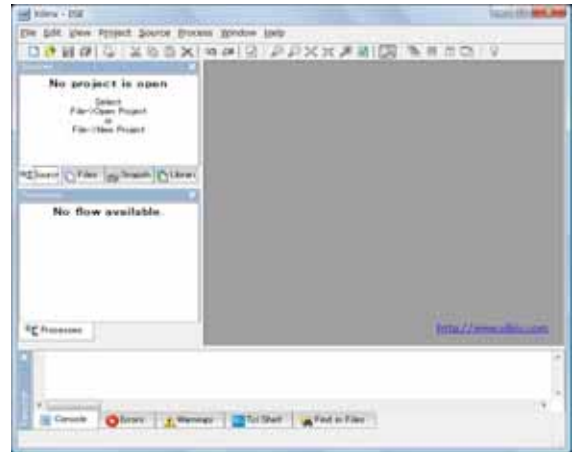 Xilinx - ISE
File Edit View Project Source Process Window Help
No project is open
Select
File->Open Project
or
File->New Project
Sources Files Snapshots Libraries
No flow available.
Processes
http://www.xilinx.com
Console Errors Warnings Tcl Shell Find in Files